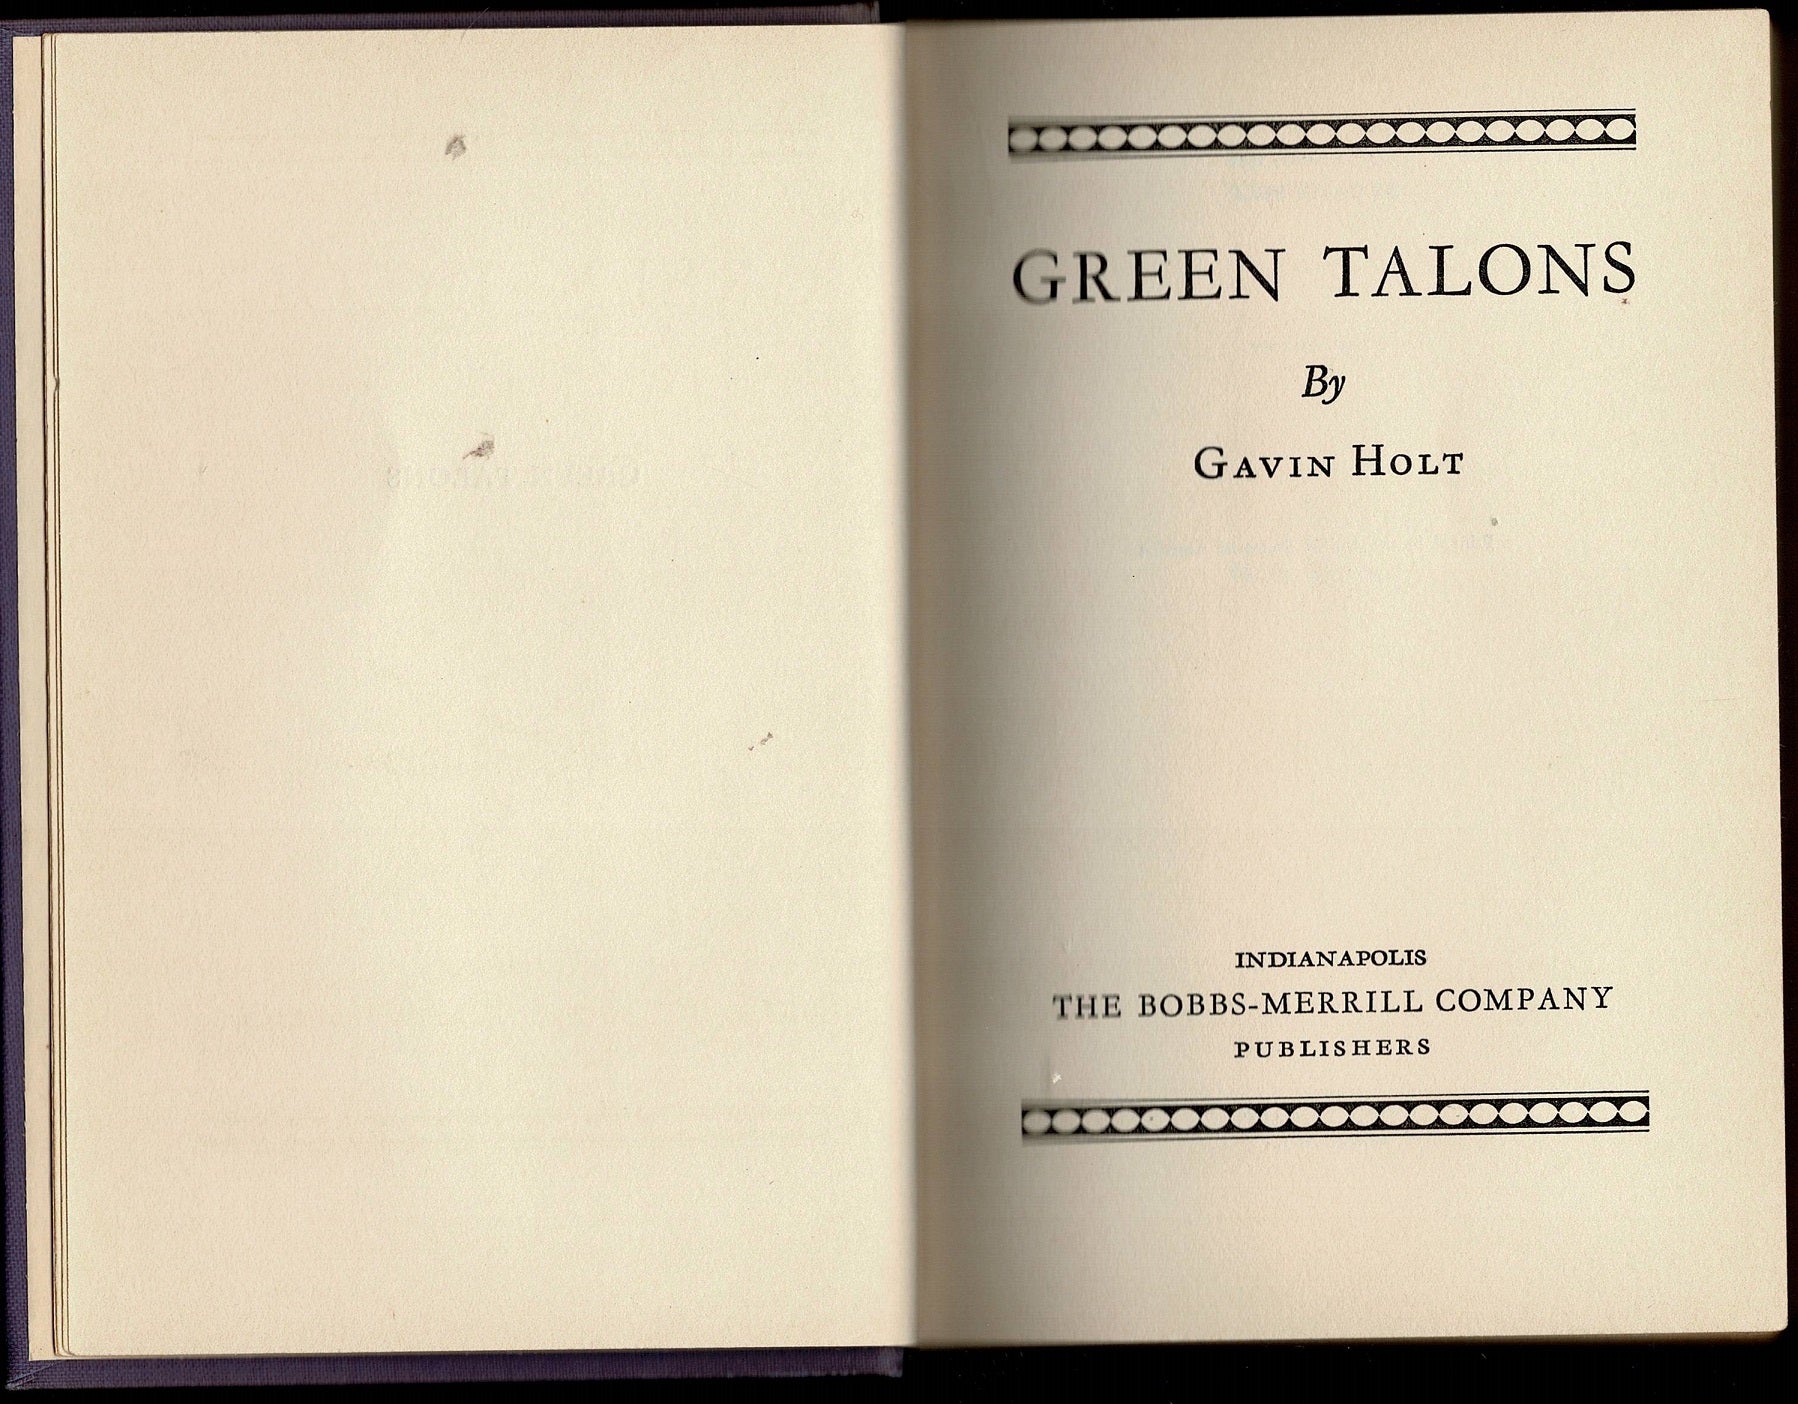 GREEN TALONS
By
GAVIN HOLT
INDIANAPOLIS
THE BOBBS-MERRILL COMPANY
PUBLISHERS